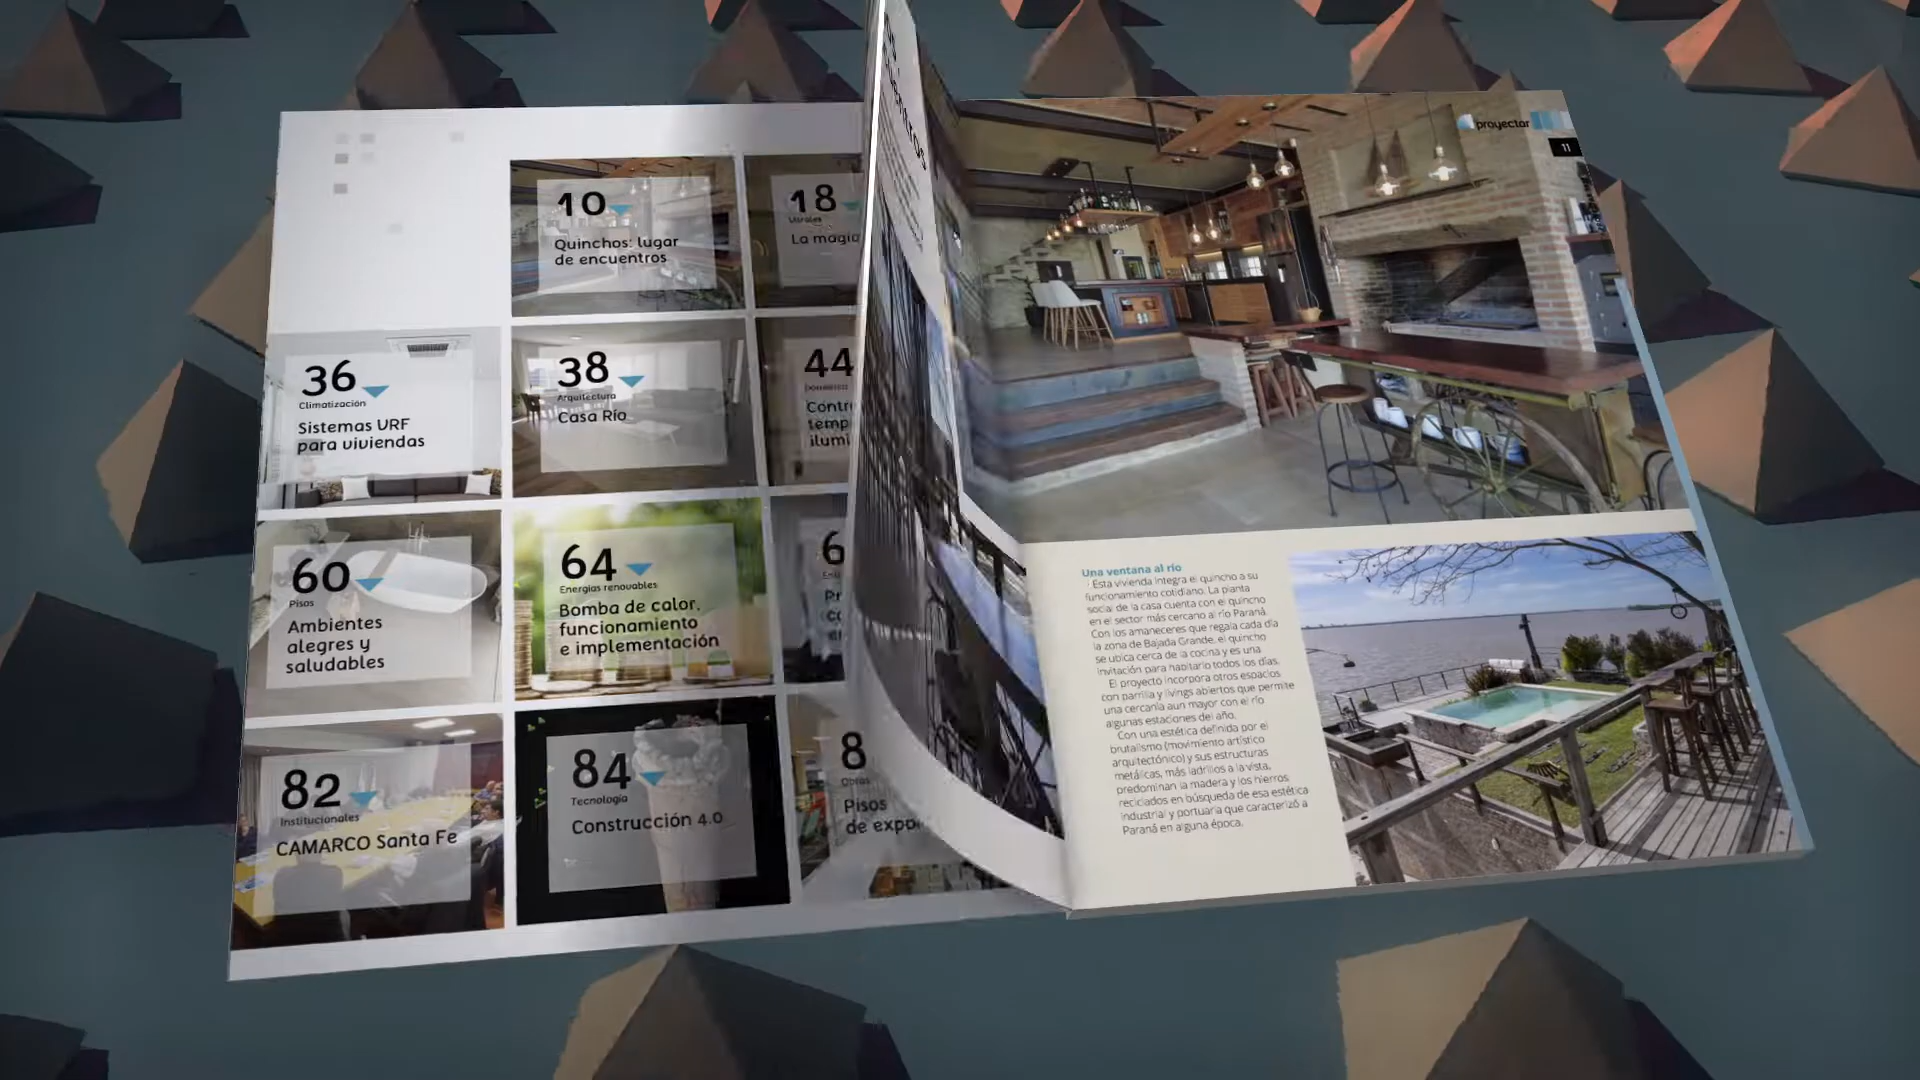 10
Quinchos: lugar
de encuentros
18
Vitrales
La magia
36
Climatización
Sistemas VRF
para viviendas
38
Arquitectura
Casa Río
44
Domótica
60
Pisos
Ambientes
alegres y
saludables
64
Energías renovables
Bomba de calor,
funcionamiento
e implementación
82
Institucionales
CAMARCO Santa Fe
84
Tecnología
Construcción 4.0
8
Obras
Pisos
de expo
proyectar
11
Una ventana al río
Esta vivienda integra el quincho a su
funcionamiento cotidiano. La planta
social de la casa cuenta con el quincho
en el sector más cercano al río Paraná.
Con los amaneceres que regala cada día
la zona de Bajada Grande, el quincho
se ubica cerca de la cocina y es una
invitación para habitarlo todos los días.
El proyecto incorpora otros espacios
con parrilla y livings abiertos que permite
una cercanía aun mayor con el río
algunas estaciones del año.
Con una estética definida por el
brutalismo (movimiento artístico
arquitectónico) y sus estructuras
metálicas, más ladrillos a la vista,
predominan la madera y los hierros
reciclados en búsqueda de esa estética
industrial y portuaria que caracterizó a
Paraná en alguna época.